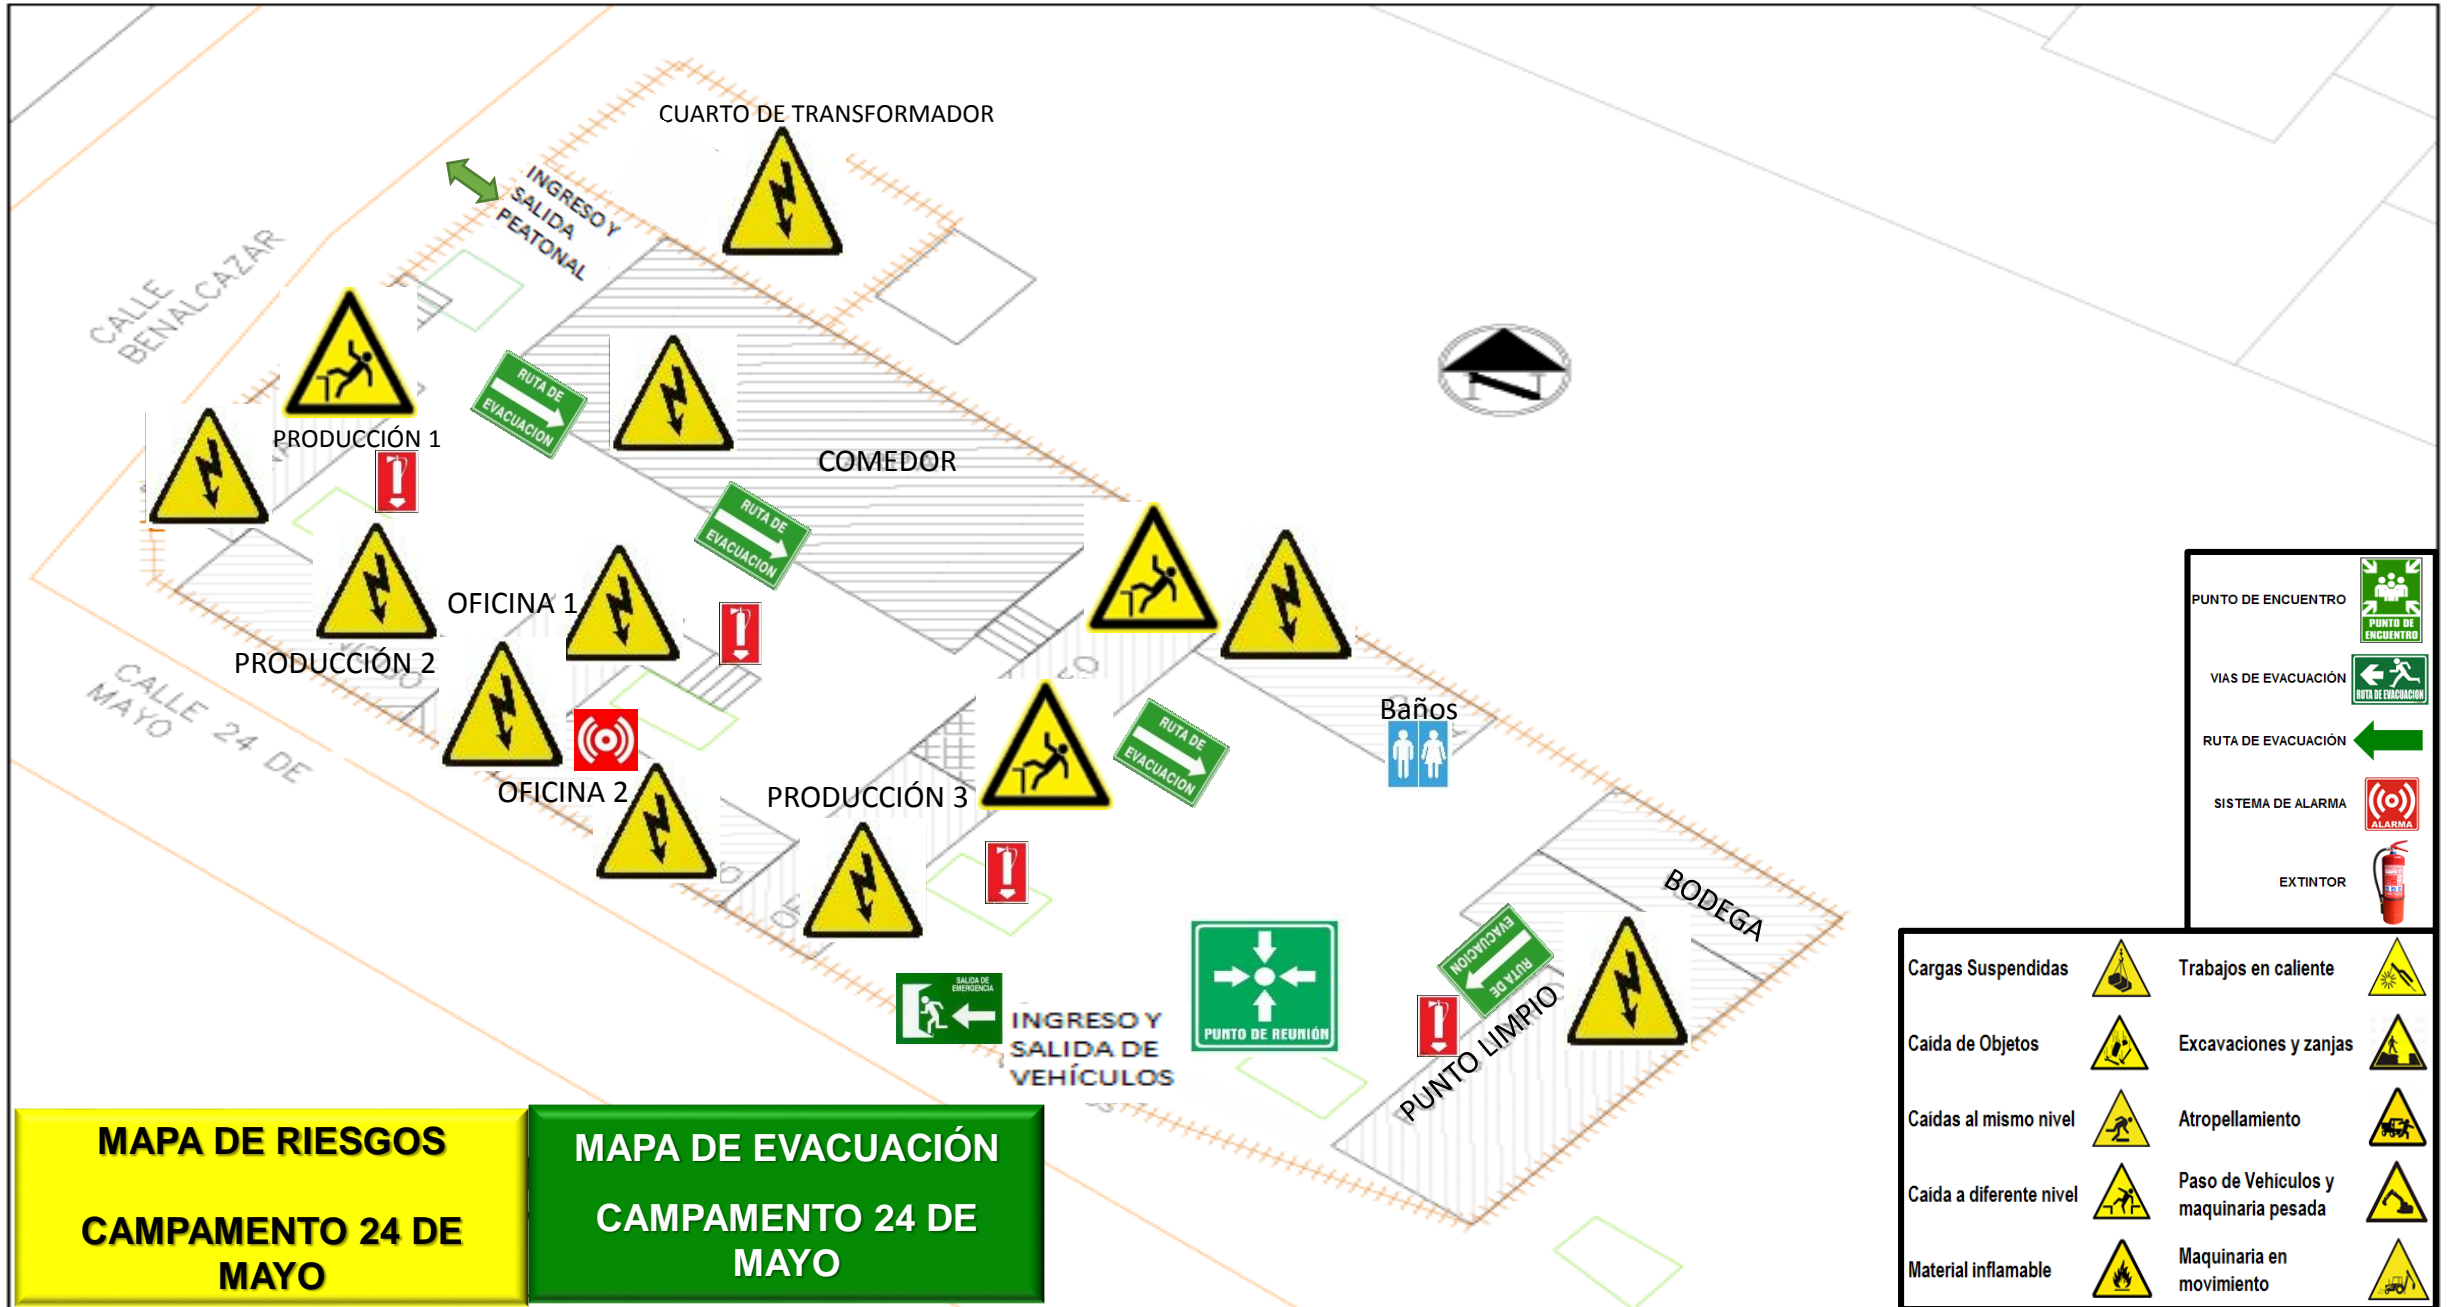 CUARTO DE TRANSFORMADOR
INGRESO Y
SALIDA
PEATONAL
CALLE
BENALCAZAR
RUTA DE
EVACUACION
PRODUCCIÓN 1
COMEDOR
RUTA DE
EVACUACION
OFICINA 1
PRODUCCIÓN 2
CALLE 24 DE
MAYO
OFICINA 2
PRODUCCIÓN 3
RUTA DE
EVACUACION
Baños
BODEGA
RUTA DE
EVACUACION
PUNTO LIMPIO
SALIDA DE
EMERGENCIA
INGRESO Y
SALIDA DE
VEHÍCULOS
PUNTO DE REUNIÓN
PUNTO DE ENCUENTRO
PUNTO DE
ENCUENTRO
VIAS DE EVACUACIÓN
RUTA DE EVACUACION
RUTA DE EVACUACIÓN
SISTEMA DE ALARMA
ALARMA
EXTINTOR
Cargas Suspendidas
Trabajos en caliente
Caida de Objetos
Excavaciones y zanjas
Caidas al mismo nivel
Atropellamiento
Caída a diferente nivel
Paso de Vehículos y
maquinaria pesada
Material inflamable
Maquinaria en
movimiento
MAPA DE RIESGOS
CAMPAMENTO 24 DE
MAYO
MAPA DE EVACUACIÓN
CAMPAMENTO 24 DE
MAYO